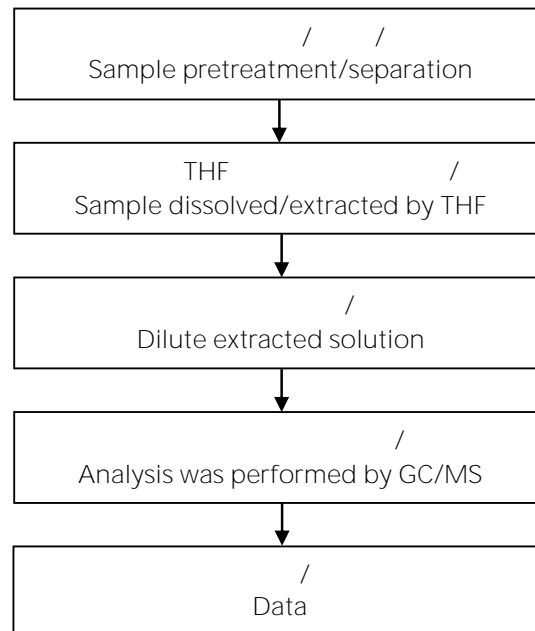 / /
Sample pretreatment/separation
THF /
Sample dissolved/extracted by THF
/
Dilute extracted solution
/
Analysis was performed by GC/MS
/
Data